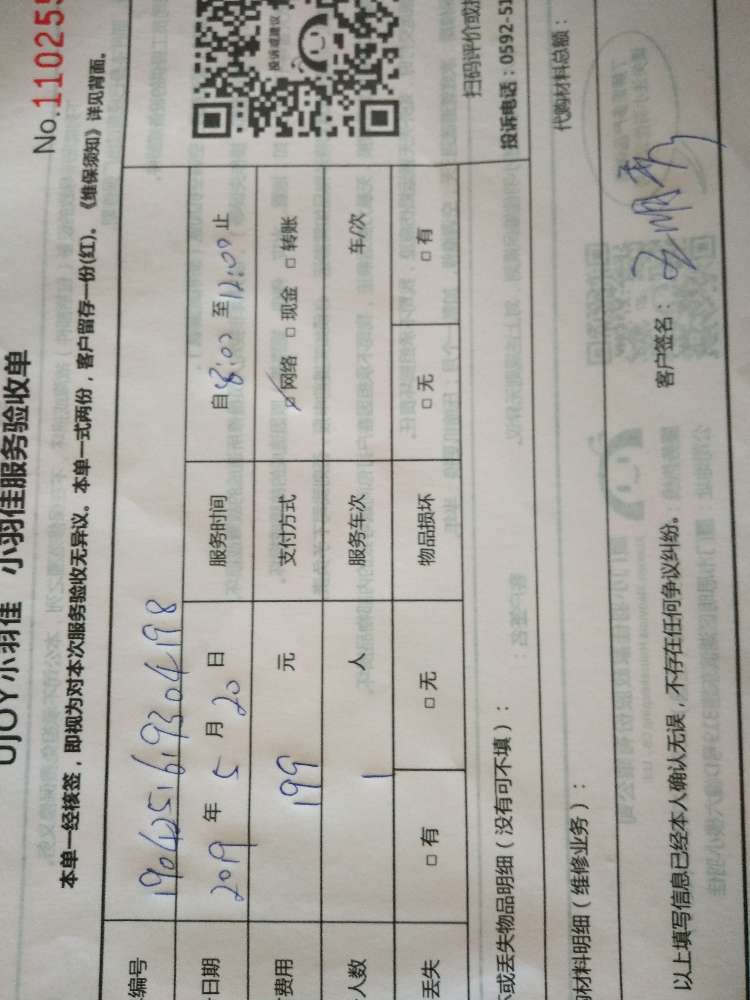 UJOY小羽佳 小羽佳服务验收单
No.110255
本单一经核签，即视为对本次服务验收无异议。本单一式两份，客户留存一份(红)。《维保须知》详见背面。
编号 190425161930 4198
日期 2019 年 5 月 20 日 服务时间 自 8:00 至 12:00 止
费用 199 元 支付方式 ☑网络 □现金 □转账
人数 1 人 服务车次 车/次
丢失 □有 □无 物品损坏 □无 □有
投诉或建议
扫码评价或
投诉电话：0592-51
或丢失物品明细（没有可不填）：
材料明细（维修业务）：
代购材料总额：
以上填写信息已经本人确认无误，不存在任何争议纠纷。 客户签名：